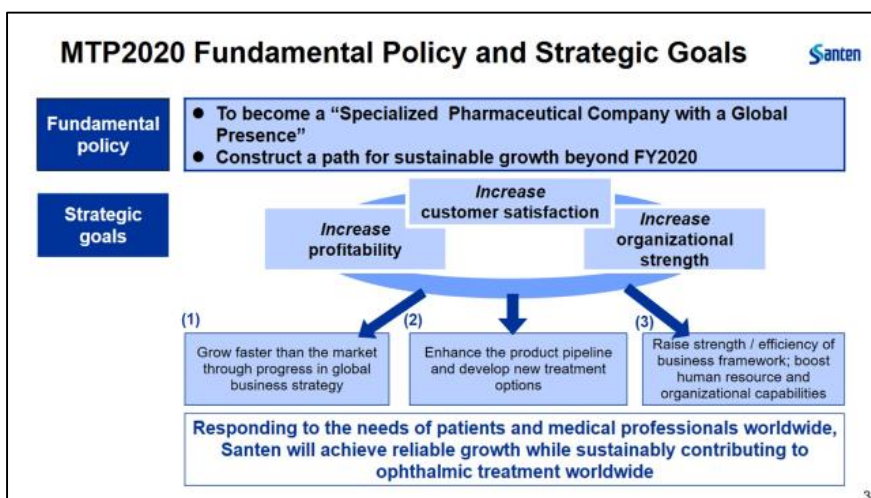 MTP2020 Fundamental Policy and Strategic Goals
Santen
Fundamental
policy
● To become a “Specialized Pharmaceutical Company with a Global
Presence”
● Construct a path for sustainable growth beyond FY2020
Strategic
goals
Increase
customer satisfaction
Increase
profitability
Increase
organizational
strength
(1)
Grow faster than the market
through progress in global
business strategy
(2)
Enhance the product pipeline
and develop new treatment
options
(3)
Raise strength / efficiency of
business framework; boost
human resource and
organizational capabilities
Responding to the needs of patients and medical professionals worldwide,
Santen will achieve reliable growth while sustainably contributing to
ophthalmic treatment worldwide
3